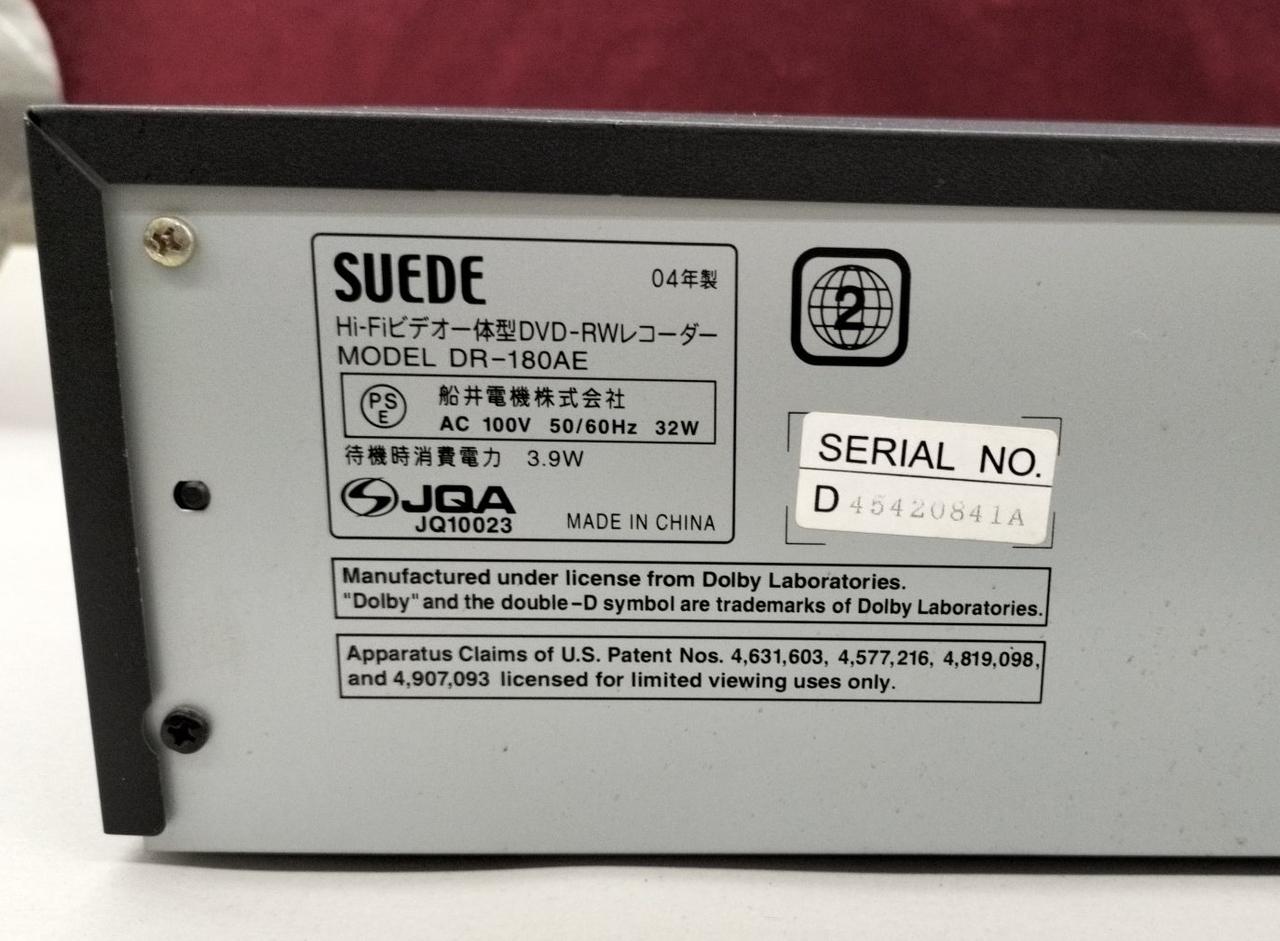 SUEDE 04年製
Hi-Fiビデオ一体型DVD-RWレコーダー
MODEL DR-180AE
PSE 船井電機株式会社
AC 100V 50/60Hz 32W
待機時消費電力 3.9W
JQA
JQ10023 MADE IN CHINA
2
SERIAL NO.
D 45420841A
Manufactured under license from Dolby Laboratories.
"Dolby" and the double-D symbol are trademarks of Dolby Laboratories.
Apparatus Claims of U.S. Patent Nos. 4,631,603, 4,577,216, 4,819,098,
and 4,907,093 licensed for limited viewing uses only.